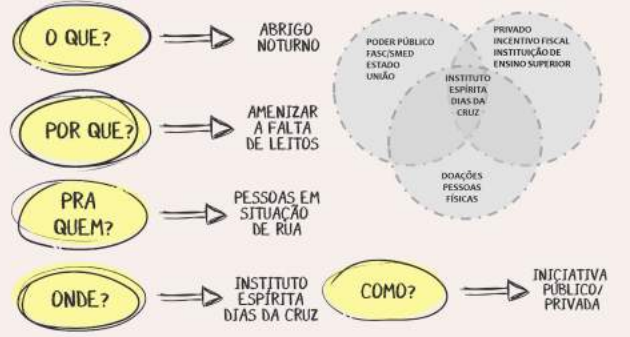 O QUE?
ABRIGO
NOTURNO
POR QUE?
AMENIZAR
A FALTA
DE LEITOS
PRA
QUEM?
PESSOAS EM
SITUAÇÃO
DE RUA
ONDE?
INSTITUTO
ESPÍRITA
DIAS DA CRUZ
COMO?
INICIATIVA
PÚBLICO/
PRIVADA
PODER PÚBLICO
FASC/SMED
ESTADO
UNIÃO
PRIVADO
INCENTIVO FISCAL
INSTITUIÇÃO DE
ENSINO SUPERIOR
INSTITUTO
ESPÍRITA
DIAS DA
CRUZ
DOAÇÕES
PESSOAS
FÍSICAS